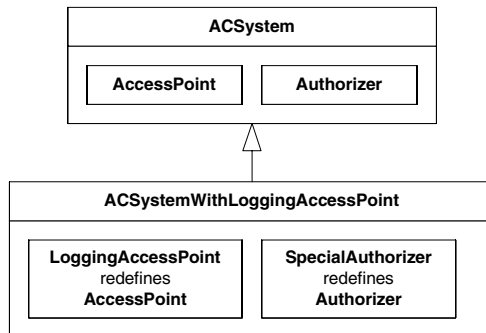 ACSystem
AccessPoint
Authorizer
ACSystemWithLoggingAccessPoint
LoggingAccessPoint
redefines
AccessPoint
SpecialAuthorizer
redefines
Authorizer